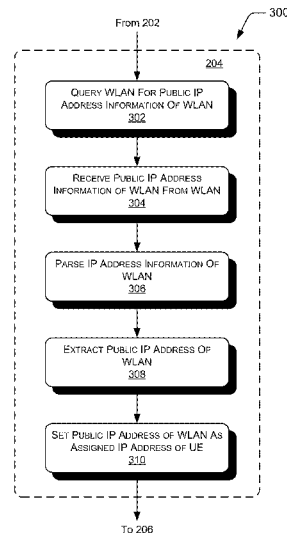 300
From 202
204
QUERY WLAN FOR PUBLIC IP
ADDRESS INFORMATION OF WLAN
302
RECEIVE PUBLIC IP ADDRESS
INFORMATION OF WLAN FROM WLAN
304
PARSE IP ADDRESS INFORMATION OF
WLAN
306
EXTRACT PUBLIC IP ADDRESS OF
WLAN
308
SET PUBLIC IP ADDRESS OF WLAN AS
ASSIGNED IP ADDRESS OF UE
310
To 206